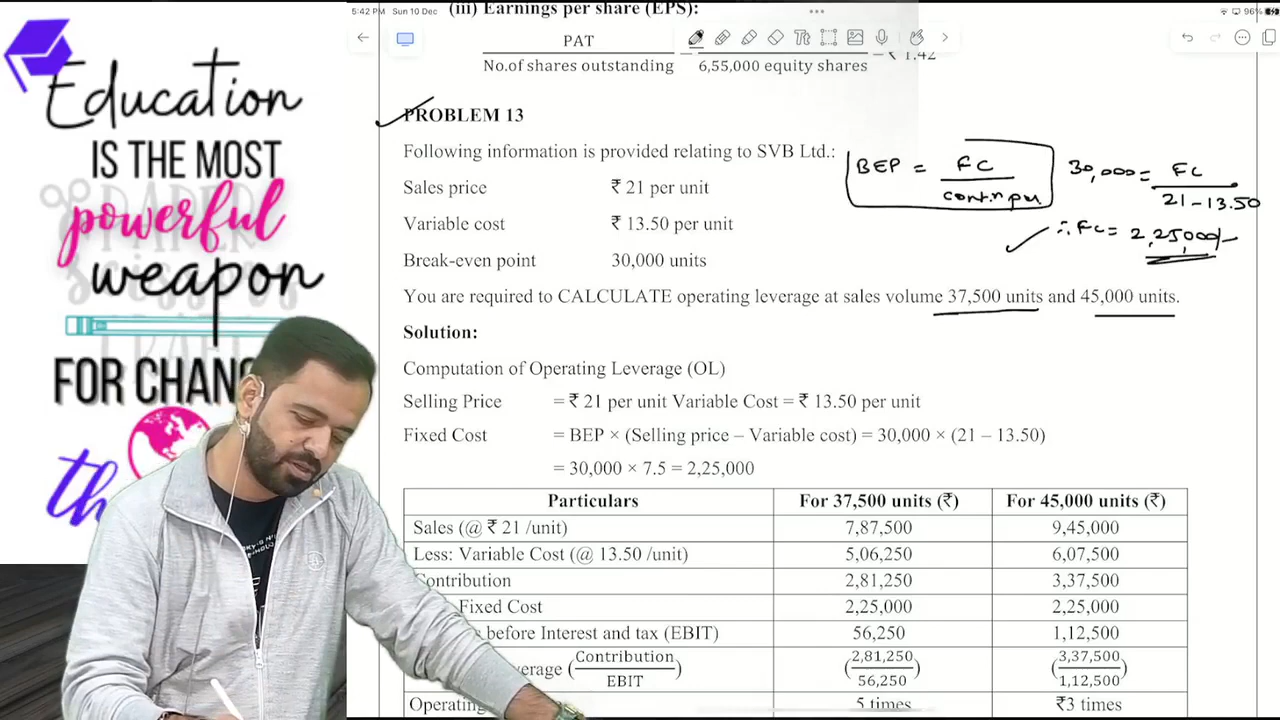 5:42 PM Sun 10 Dec
96%
Education
IS THE MOST
powerful
weapon
FOR CHAN
th
(iii) Earnings per share (EPS):
PAT
No.of shares outstanding
6,55,000 equity shares
= ₹ 1.42
PROBLEM 13
Following information is provided relating to SVB Ltd.:
Sales price ₹ 21 per unit
Variable cost ₹ 13.50 per unit
Break-even point 30,000 units
BEP = FC
contn pu.
30,000 = FC
21 - 13.50
∴ FC = 2,25,000/-
You are required to CALCULATE operating leverage at sales volume 37,500 units and 45,000 units.
Solution:
Computation of Operating Leverage (OL)
Selling Price = ₹ 21 per unit Variable Cost = ₹ 13.50 per unit
Fixed Cost = BEP × (Selling price – Variable cost) = 30,000 × (21 – 13.50)
= 30,000 × 7.5 = 2,25,000
Particulars For 37,500 units (₹) For 45,000 units (₹)
Sales (@ ₹ 21 /unit) 7,87,500 9,45,000
Less: Variable Cost (@ 13.50 /unit) 5,06,250 6,07,500
Contribution 2,81,250 3,37,500
Fixed Cost 2,25,000 2,25,000
before Interest and tax (EBIT) 56,250 1,12,500
erage (Contribution/EBIT) (2,81,250/56,250) (3,37,500/1,12,500)
Operating 5 times ₹3 times